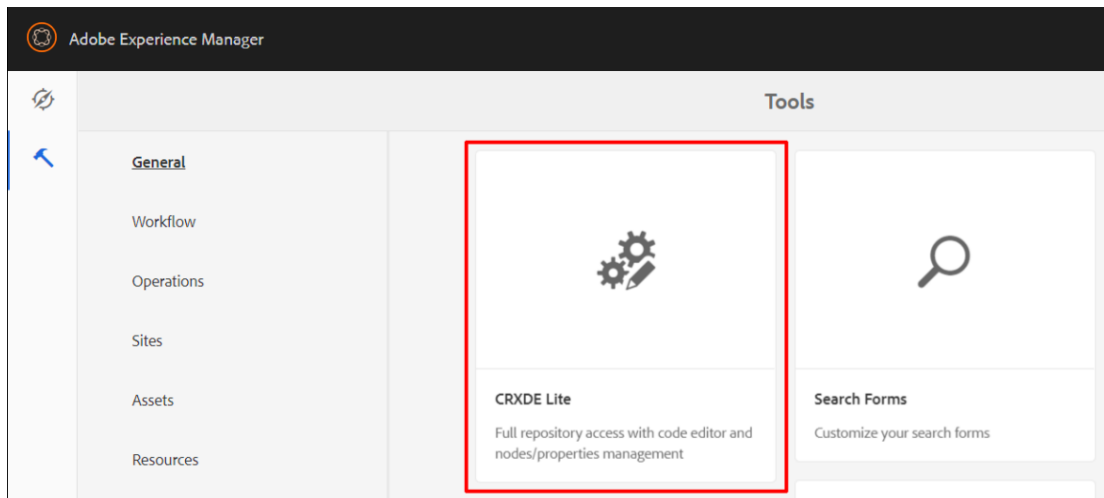 Adobe Experience Manager
Tools
General
Workflow
Operations
Sites
Assets
Resources
CRXDE Lite
Full repository access with code editor and
nodes/properties management
Search Forms
Customize your search forms